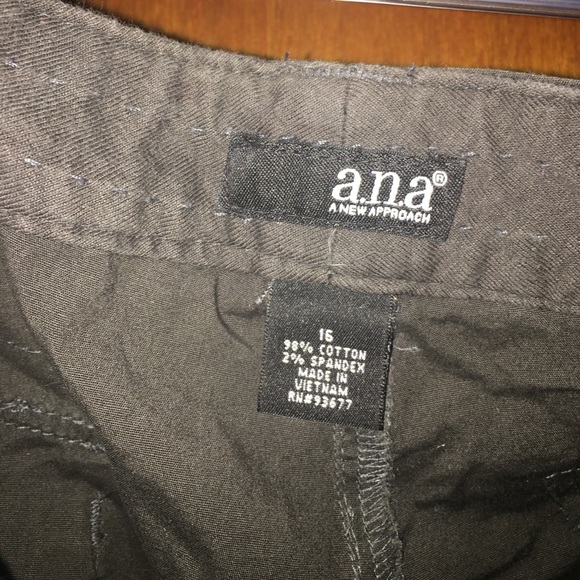 a.n.a®
A NEW APPROACH
16
98% COTTON
2% SPANDEX
MADE IN
VIETNAM
RN#93677